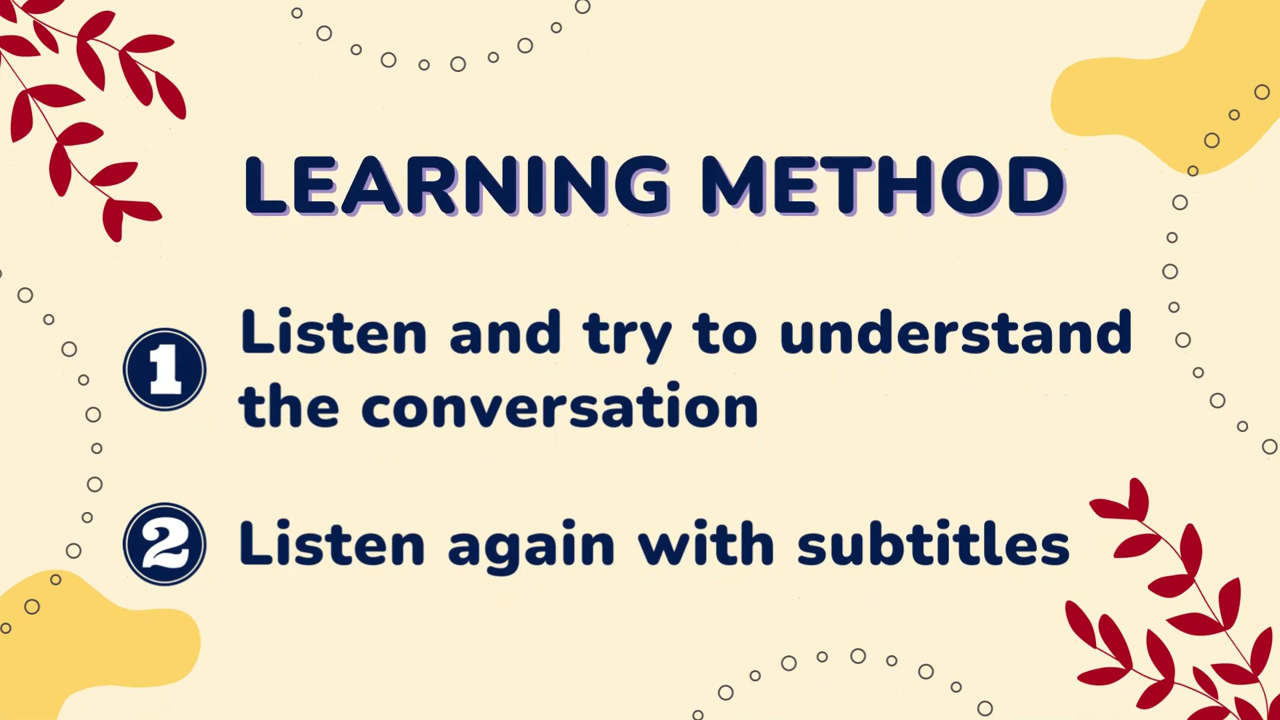 LEARNING METHOD
1 Listen and try to understand
the conversation
2 Listen again with subtitles